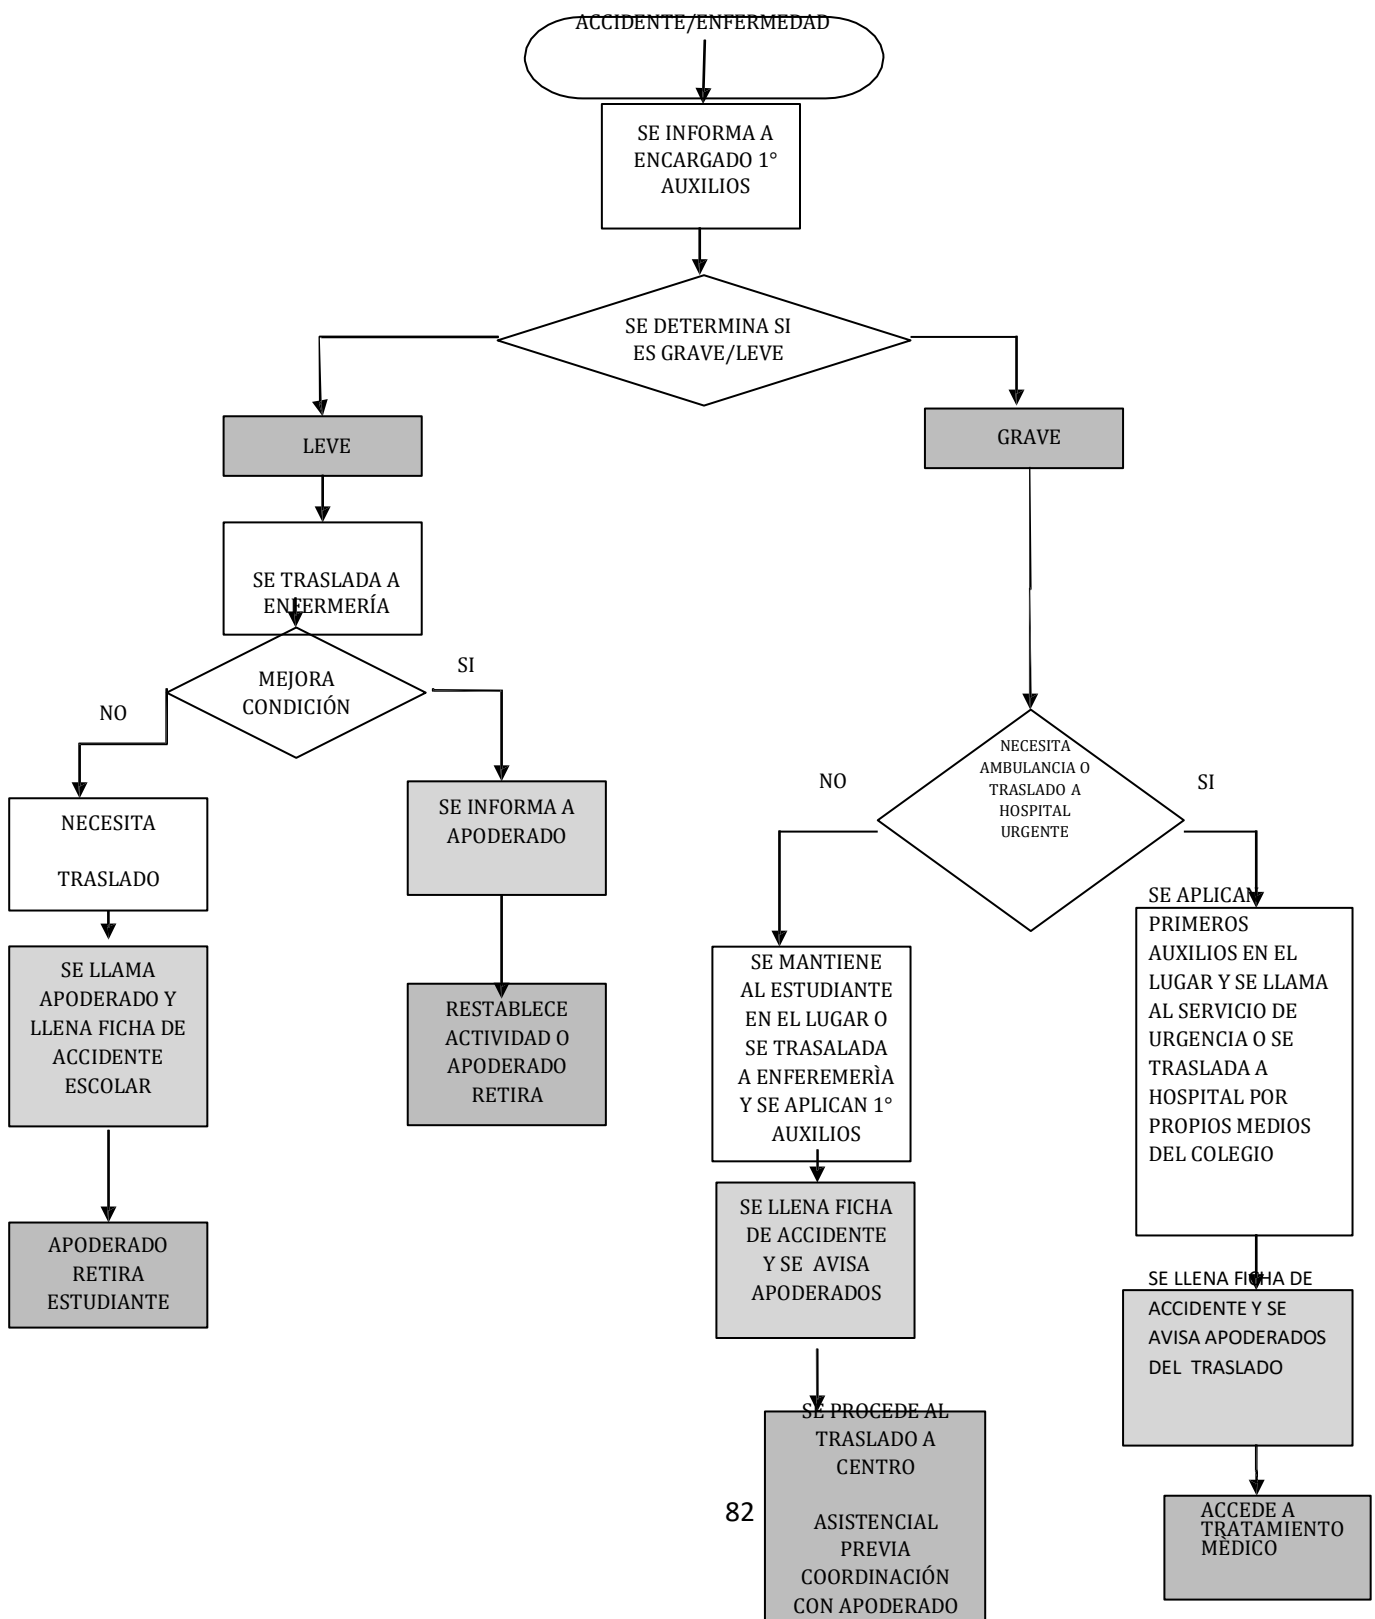 ACCIDENTE/ENFERMEDAD
SE INFORMA A
ENCARGADO 1°
AUXILIOS
SE DETERMINA SI
ES GRAVE/LEVE
LEVE
GRAVE
SE TRASLADA A
ENFERMERÍA
MEJORA
CONDICIÓN
SI
NO
NECESITA
TRASLADO
SE INFORMA A
APODERADO
SE LLAMA
APODERADO Y
LLENA FICHA DE
ACCIDENTE
ESCOLAR
RESTABLECE
ACTIVIDAD O
APODERADO
RETIRA
APODERADO
RETIRA
ESTUDIANTE
NECESITA
AMBULANCIA O
TRASLADO A
HOSPITAL
URGENTE
NO
SI
SE MANTIENE
AL ESTUDIANTE
EN EL LUGAR O
SE TRASALADA
A ENFEREMERÌA
Y SE APLICAN 1°
AUXILIOS
SE LLENA FICHA
DE ACCIDENTE
Y SE AVISA
APODERADOS
SE PROCEDE AL
TRASLADO A
CENTRO
ASISTENCIAL
PREVIA
COORDINACIÓN
CON APODERADO
SE APLICAN
PRIMEROS
AUXILIOS EN EL
LUGAR Y SE LLAMA
AL SERVICIO DE
URGENCIA O SE
TRASLADA A
HOSPITAL POR
PROPIOS MEDIOS
DEL COLEGIO
SE LLENA FICHA DE
ACCIDENTE Y SE
AVISA APODERADOS
DEL TRASLADO
ACCEDE A
TRATAMIENTO
MÈDICO
82